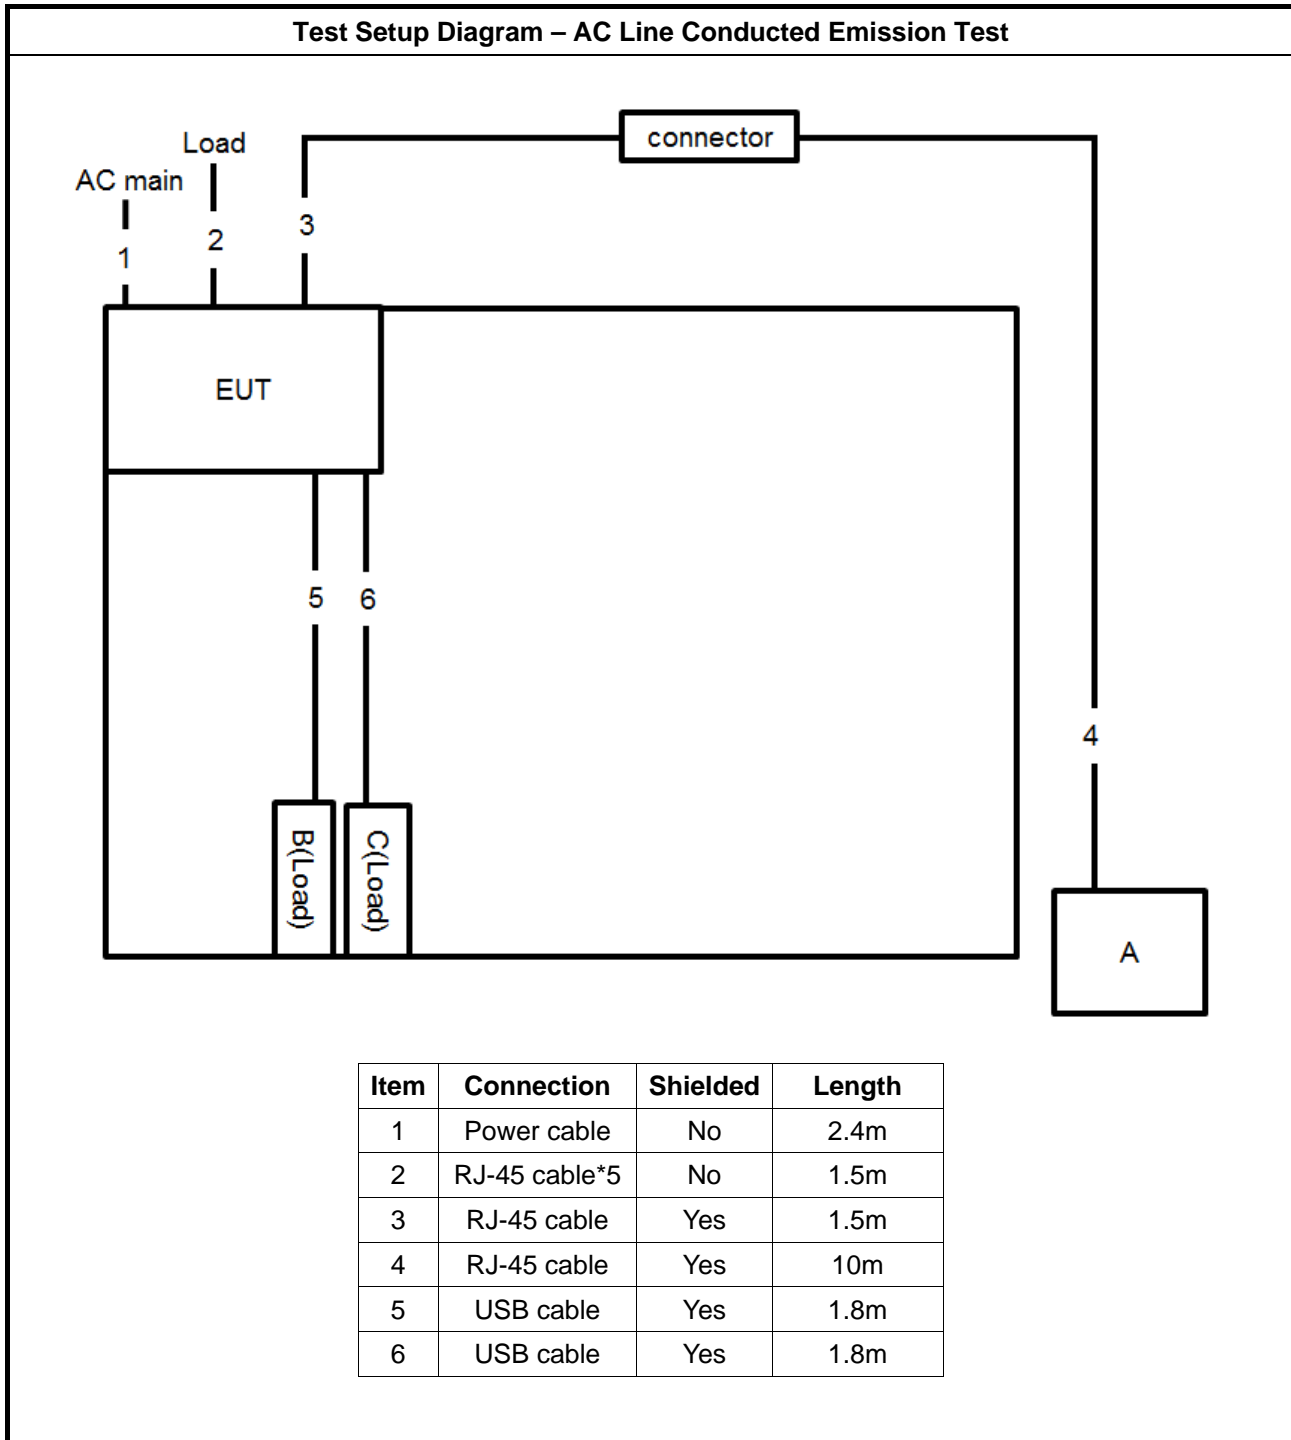 Test Setup Diagram – AC Line Conducted Emission Test
connector
Load
AC main
3
2
1
EUT
5
6
4
B(Load)
C(Load)
A
Item Connection Shielded Length
1 Power cable No 2.4m
2 RJ-45 cable*5 No 1.5m
3 RJ-45 cable Yes 1.5m
4 RJ-45 cable Yes 10m
5 USB cable Yes 1.8m
6 USB cable Yes 1.8m